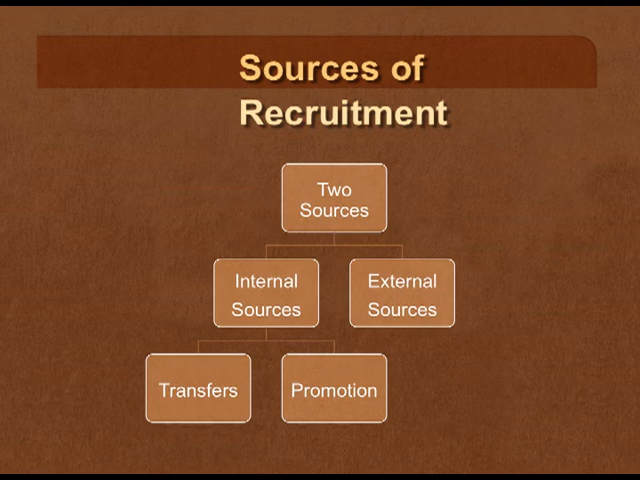 Sources of
Recruitment
Two
Sources
Internal
Sources
External
Sources
Transfers
Promotion